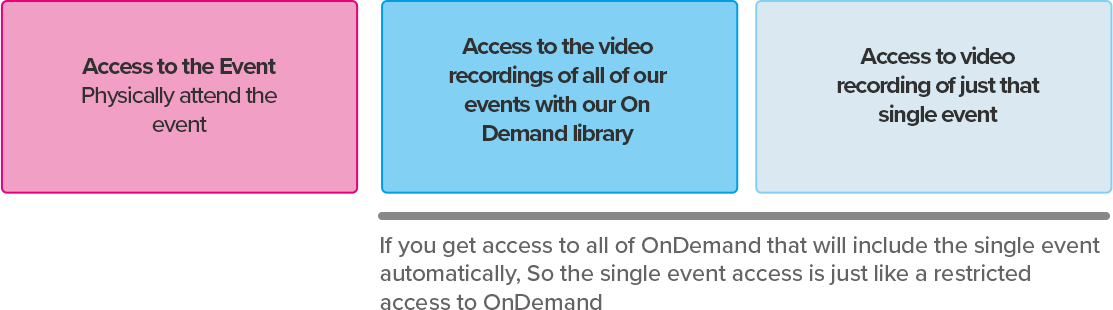 Access to the Event
Physically attend the
event
Access to the video
recordings of all of our
events with our On
Demand library
Access to video
recording of just that
single event
If you get access to all of OnDemand that will include the single event
automatically, So the single event access is just like a restricted
access to OnDemand